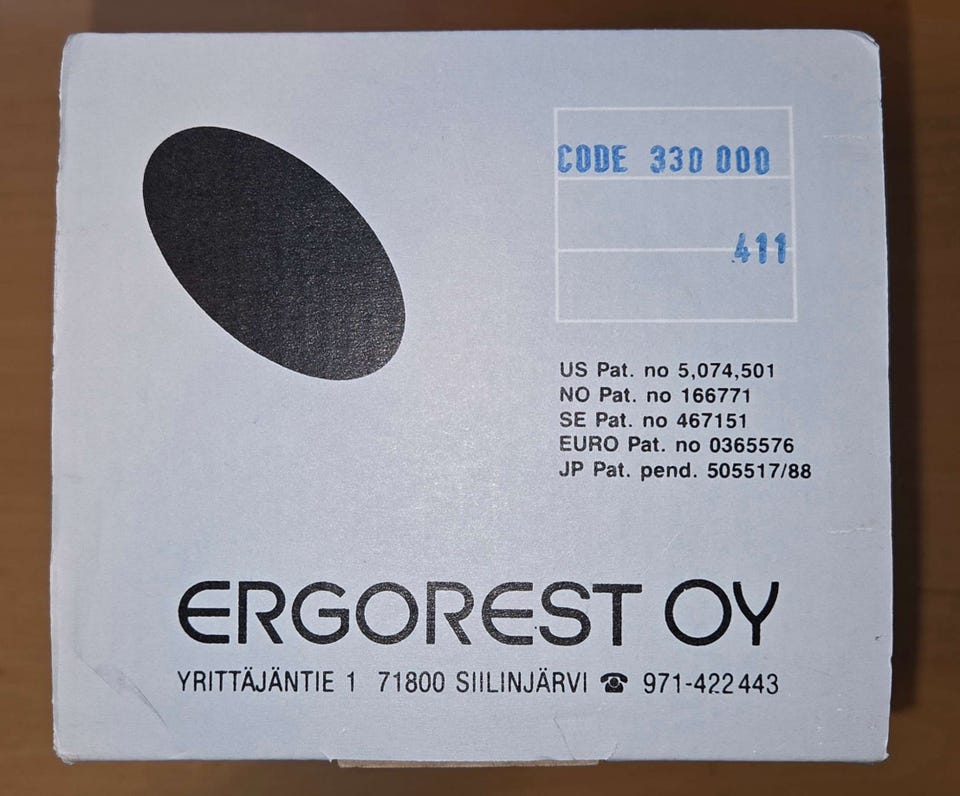 CODE 330 000
411
US Pat. no 5,074,501
NO Pat. no 166771
SE Pat. no 467151
EURO Pat. no 0365576
JP Pat. pend. 505517/88
ERGOREST OY
YRITTÄJÄNTIE 1 71800 SIILINJÄRVI ☎ 971-422443